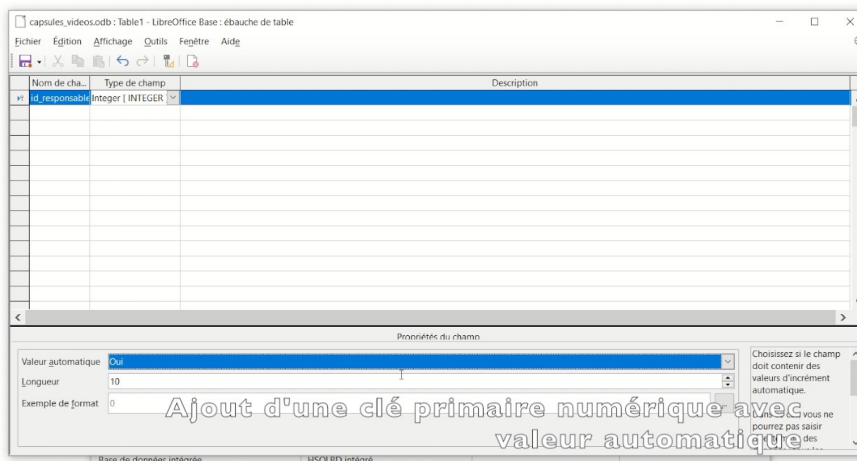 capsules_videos.odb : Table1 - LibreOffice Base : ébauche de table
Fichier Édition Affichage Outils Fenêtre Aide
Nom de cha... Type de champ Description
id_responsable Integer [ INTEGER
Propriétés du champ
Valeur automatique Oui
Longueur 10
Exemple de format 0
Choisissez si le champ
doit contenir des
valeurs d'incrément
automatique.
vous ne
pourrez pas saisir
des
Ajout d'une clé primaire numérique avec
valeur automatique
Base de données intégrée HSQLDB intégré